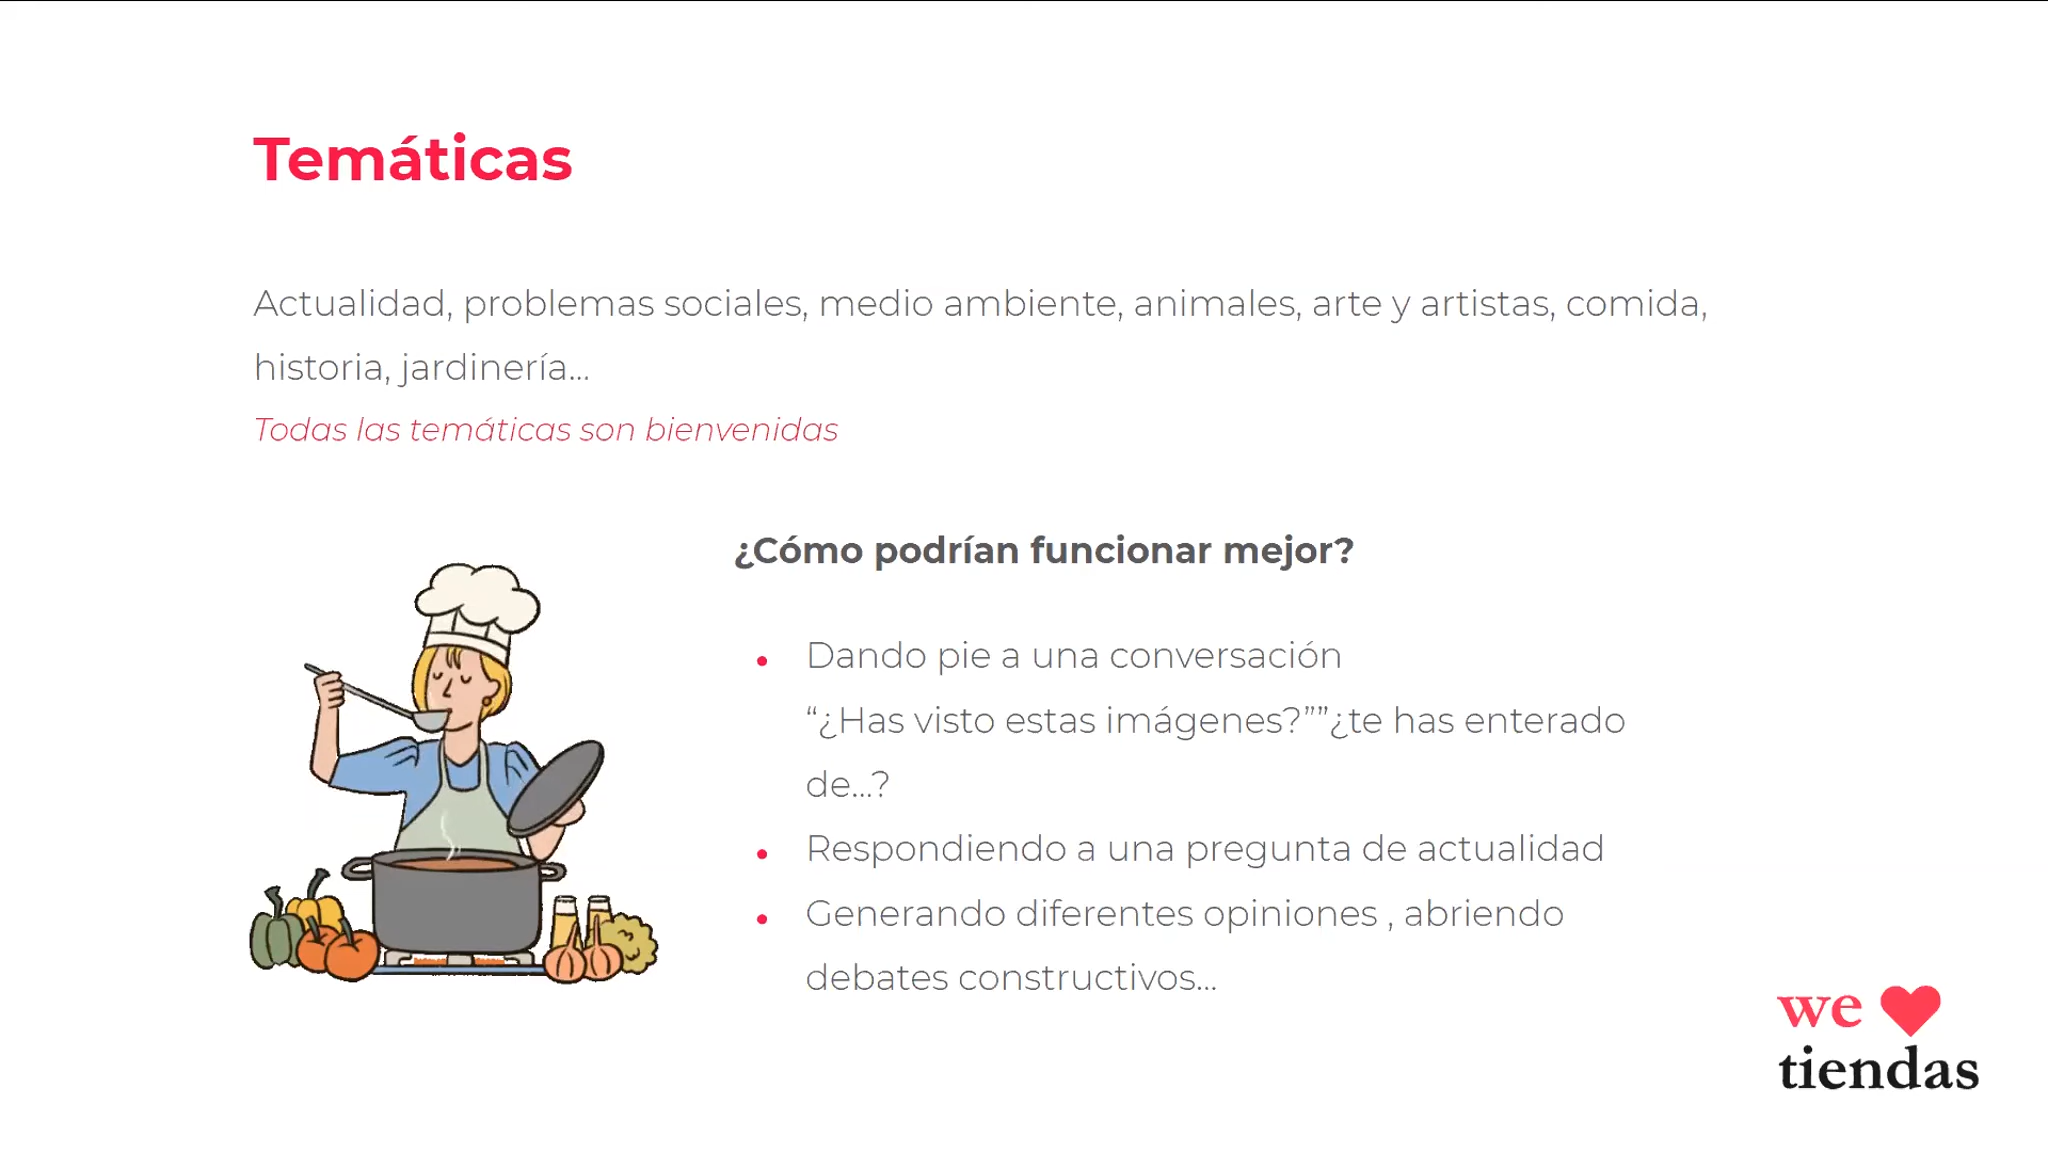 Temáticas
Actualidad, problemas sociales, medio ambiente, animales, arte y artistas, comida,
historia, jardinería...
Todas las temáticas son bienvenidas
¿Cómo podrían funcionar mejor?
• Dando pie a una conversación
“¿Has visto estas imágenes?””¿te has enterado
de...?
• Respondiendo a una pregunta de actualidad
• Generando diferentes opiniones , abriendo
debates constructivos...
we
tiendas